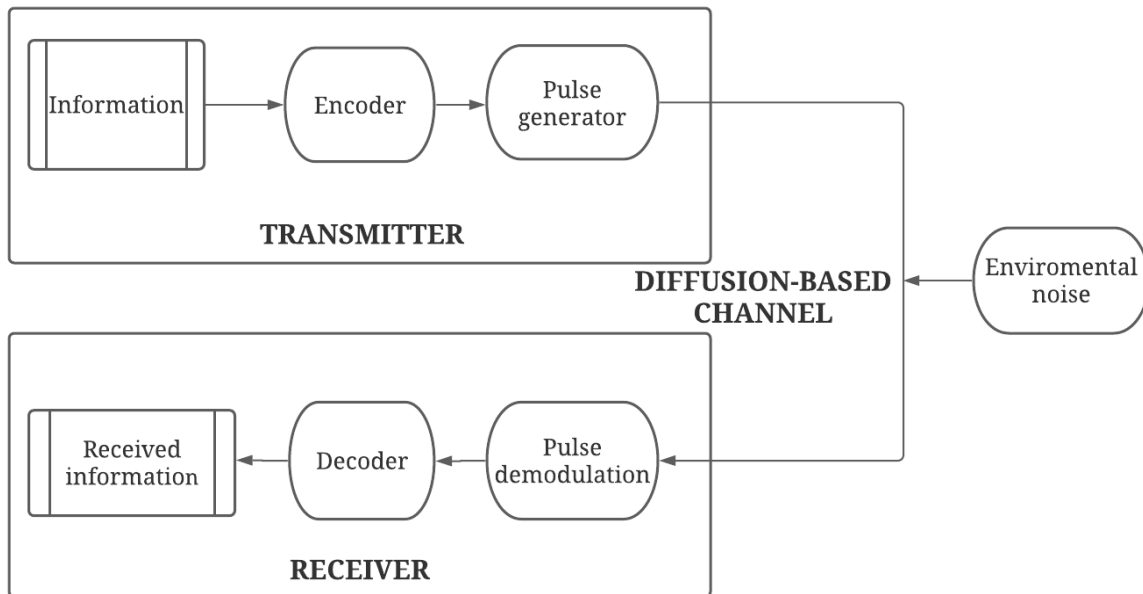 Information
Encoder
Pulse
generator
TRANSMITTER
DIFFUSION-BASED
CHANNEL
Enviromental
noise
Received
information
Decoder
Pulse
demodulation
RECEIVER